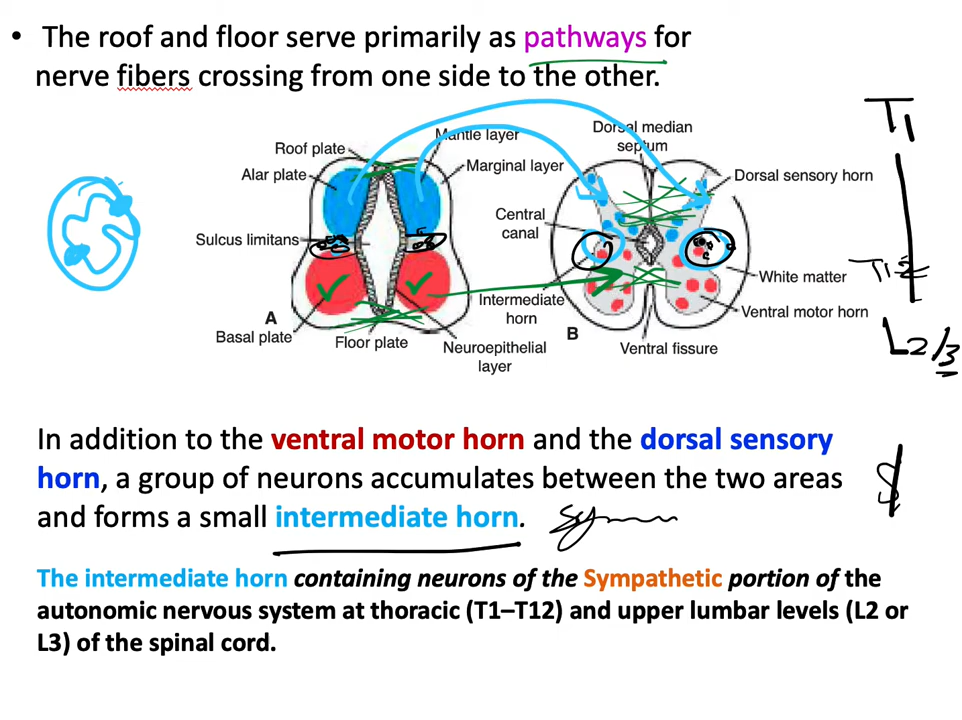 • The roof and floor serve primarily as pathways for
nerve fibers crossing from one side to the other.
Roof plate
Mantle layer
Alar plate
Marginal layer
Sulcus limitans
A
Basal plate
Floor plate
Neuroepithelial
layer
Dorsal median
septum
Dorsal sensory horn
Central
canal
White matter
Intermediate
horn
Ventral motor horn
B
Ventral fissure
T1
T12
L2/3
In addition to the ventral motor horn and the dorsal sensory
horn, a group of neurons accumulates between the two areas
and forms a small intermediate horn.
The intermediate horn containing neurons of the Sympathetic portion of the
autonomic nervous system at thoracic (T1–T12) and upper lumbar levels (L2 or
L3) of the spinal cord.